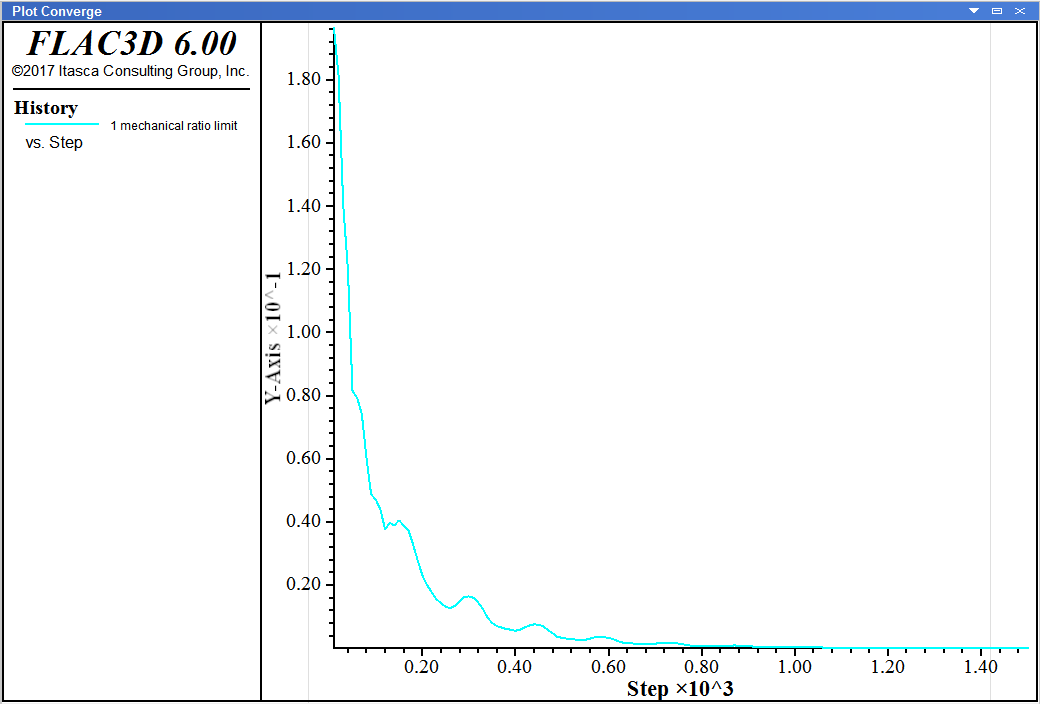 Plot Converge
FLAC3D 6.00
©2017 Itasca Consulting Group, Inc.
History
1 mechanical ratio limit
vs. Step
Y-Axis ×10^-1
1.80
1.60
1.40
1.20
1.00
0.80
0.60
0.40
0.20
0.20 0.40 0.60 0.80 1.00 1.20 1.40
Step ×10^3